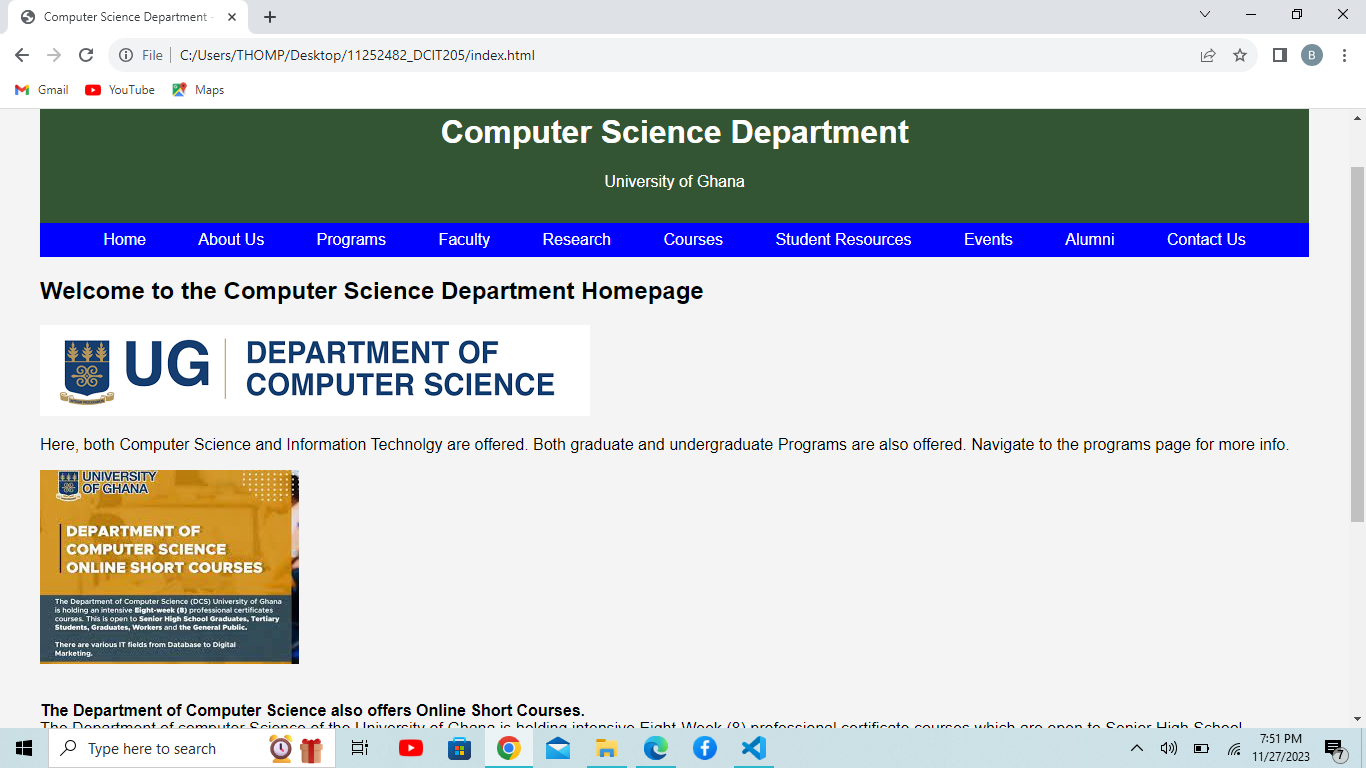 Computer Science Department -
File
C:/Users/THOMP/Desktop/11252482_DCIT205/index.html
B
Gmail YouTube Maps
Computer Science Department
University of Ghana
Home About Us Programs Faculty Research Courses Student Resources Events Alumni Contact Us
Welcome to the Computer Science Department Homepage
UG
DEPARTMENT OF
COMPUTER SCIENCE
Here, both Computer Science and Information Technolgy are offered. Both graduate and undergraduate Programs are also offered. Navigate to the programs page for more info.
UNIVERSITY
OF GHANA
DEPARTMENT OF
COMPUTER SCIENCE
ONLINE SHORT COURSES
The Department of Computer Science (DCS) University of Ghana
is holding an intensive Eight-week (8) professional certificates
courses. This is open to Senior High School Graduates, Tertiary
Students, Graduates, Workers and the General Public.
There are various IT fields from Database to Digital
Marketing.
The Department of Computer Science also offers Online Short Courses.
The Department of computer Science of the University of Ghana is holding intensive Eight-Week (8) professional certificate courses which are open to Senior High School
Type here to search
7:51 PM
11/27/2023
7